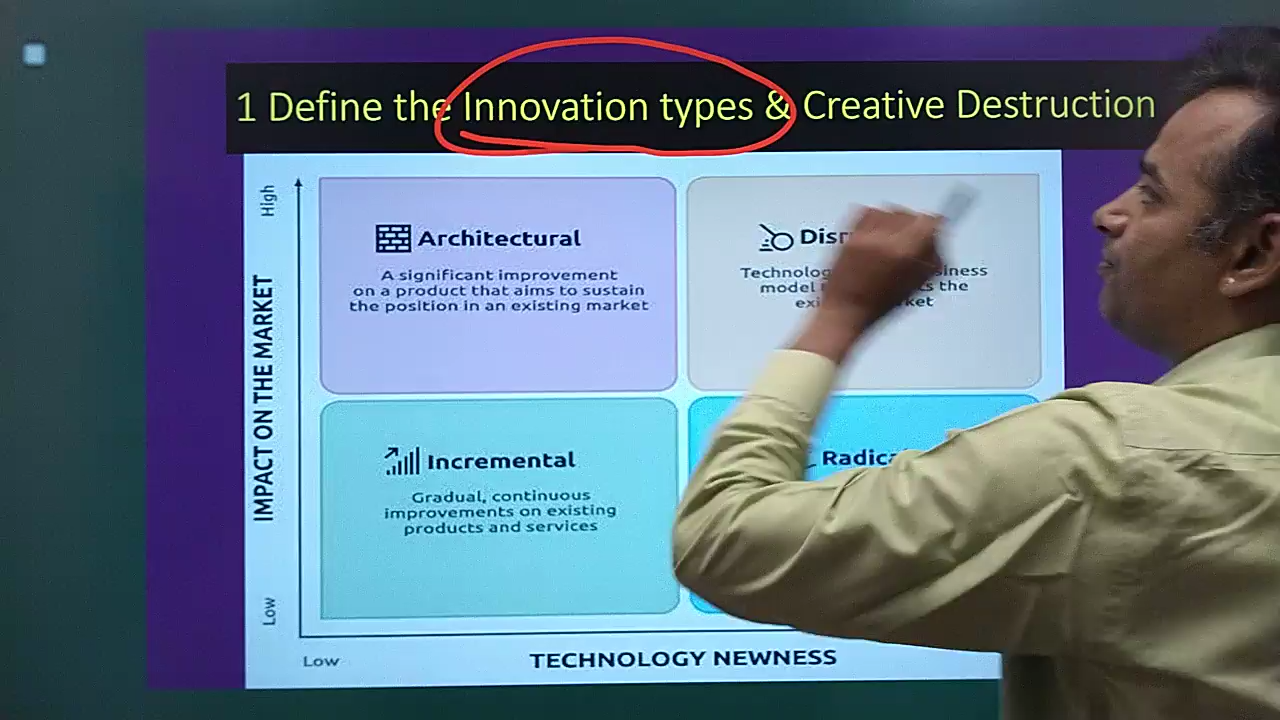 1 Define the Innovation types & Creative Destruction
High
IMPACT ON THE MARKET
Low
Architectural
A significant improvement
on a product that aims to sustain
the position in an existing market
model the
Incremental
Gradual, continuous
improvements on existing
products and services
Low
TECHNOLOGY NEWNESS